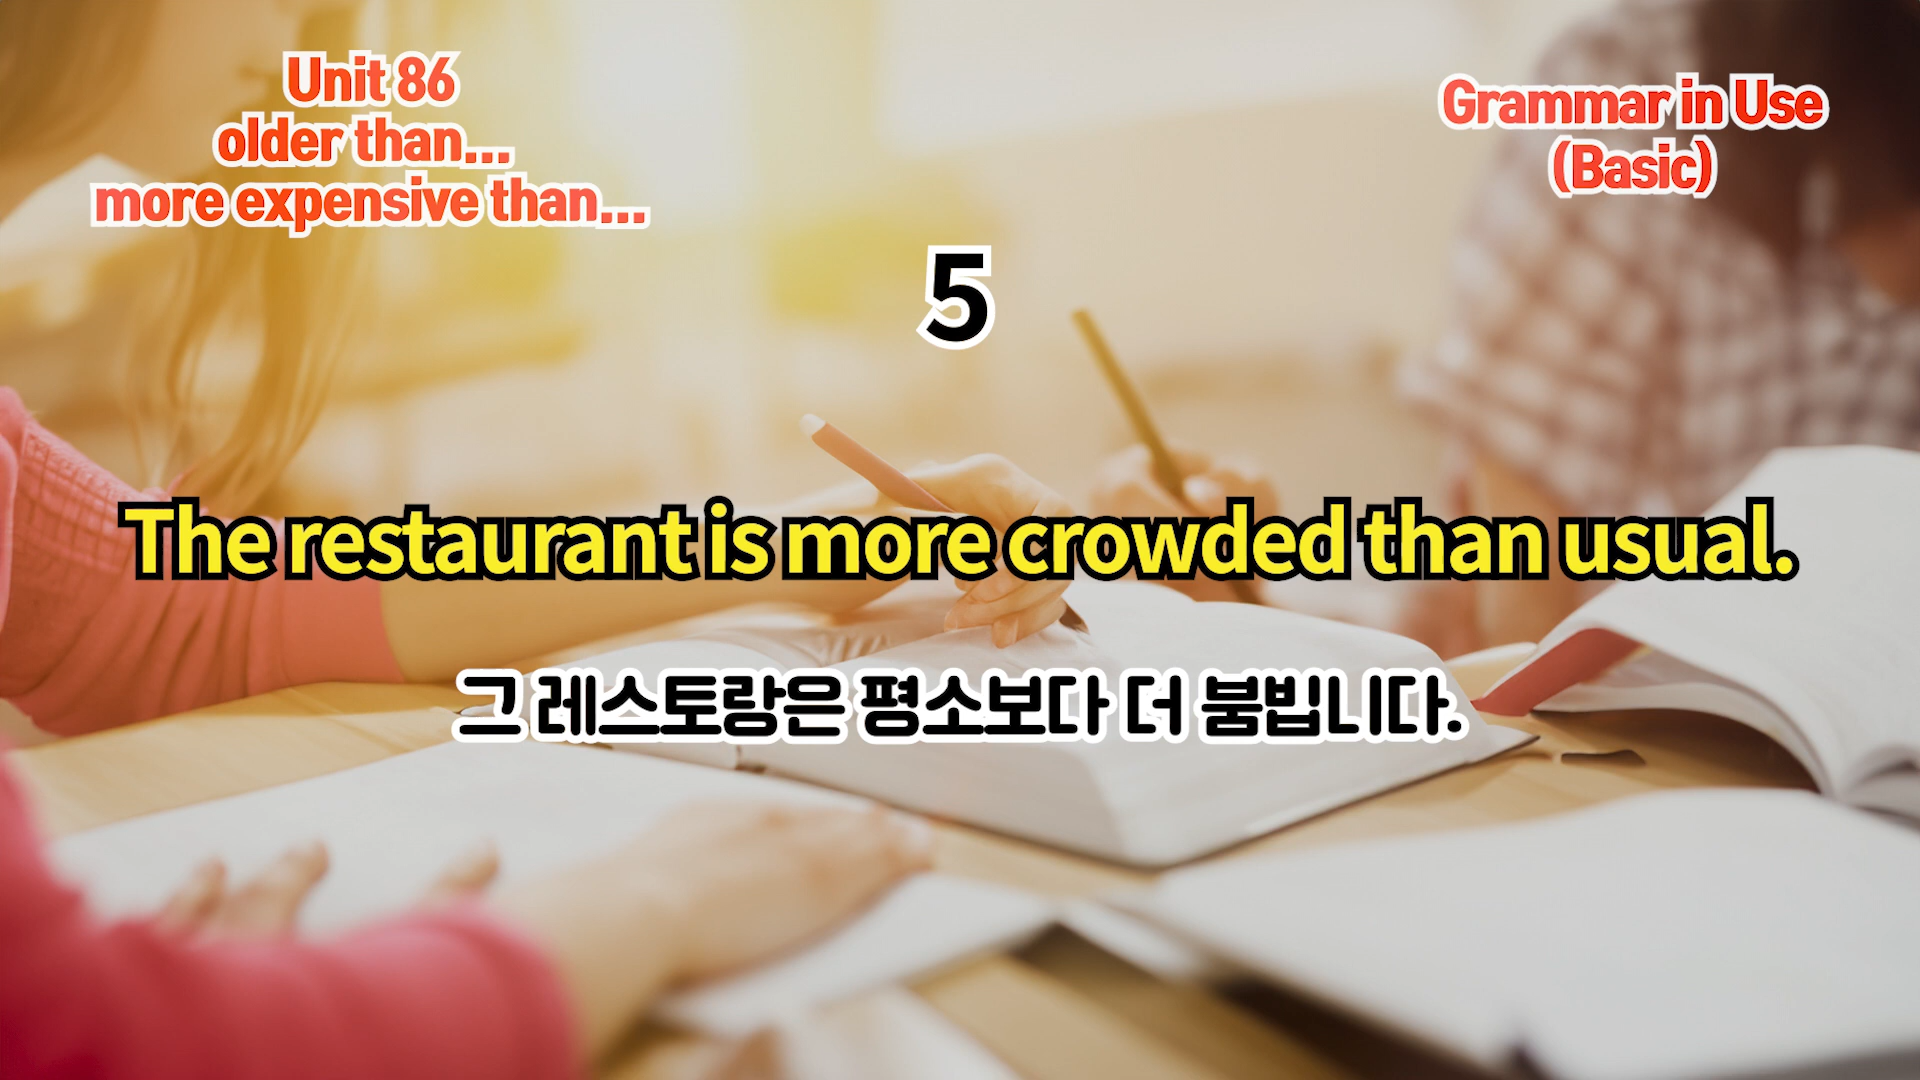 Unit 86
older than...
more expensive than...
Grammar in Use
(Basic)
5
The restaurant is more crowded than usual.
그 레스토랑은 평소보다 더 붐빕니다.